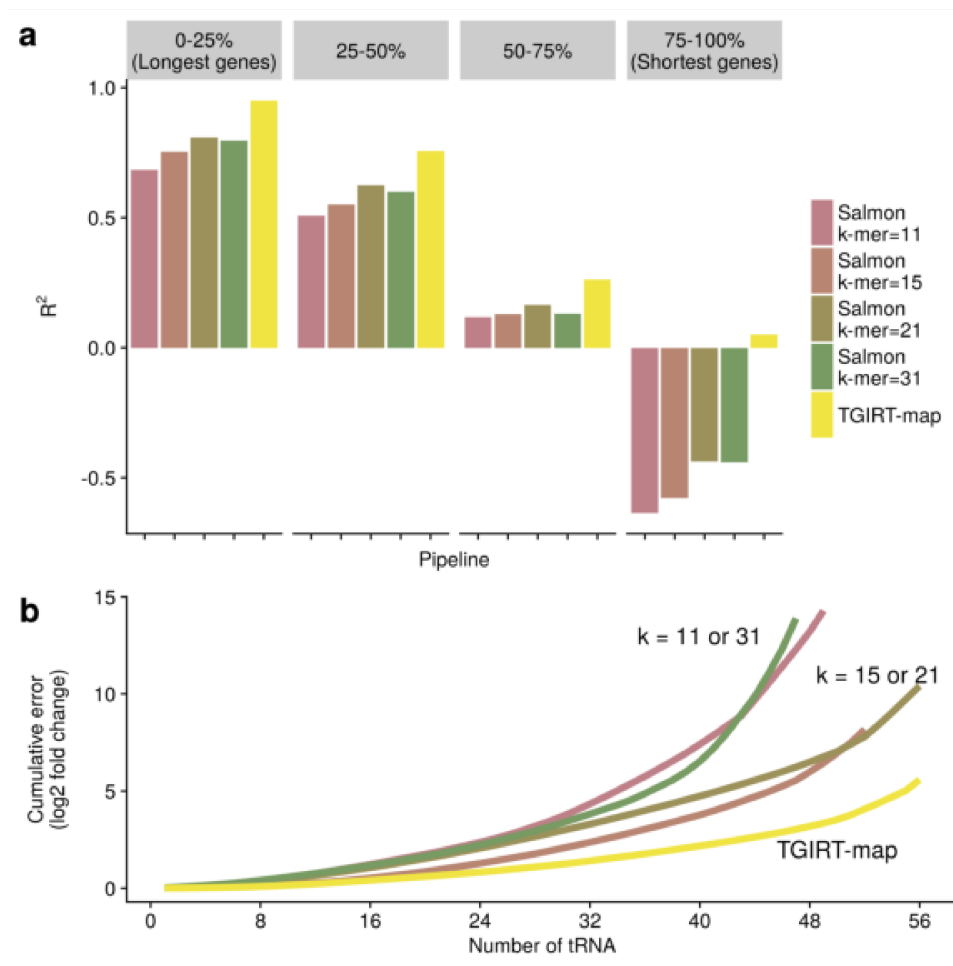 a
0-25%
(Longest genes)
25-50%
50-75%
75-100%
(Shortest genes)
1.0
0.5
0.0
-0.5
R²
Pipeline
Salmon
k-mer=11
Salmon
k-mer=15
Salmon
k-mer=21
Salmon
k-mer=31
TGIRT-map
b
15
10
5
0
Cumulative error
(log2 fold change)
k = 11 or 31
k = 15 or 21
TGIRT-map
0 8 16 24 32 40 48 56
Number of tRNA